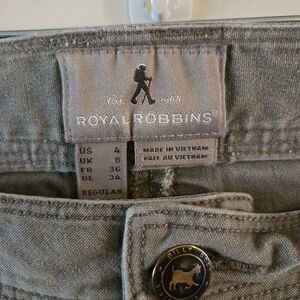 Est. 1968
ROYAL ROBBINS
US 4
UK 8
FR 36
DE 34
REGULAR
MADE IN VIETNAM
FAIT AU VIETNAM
BILLY